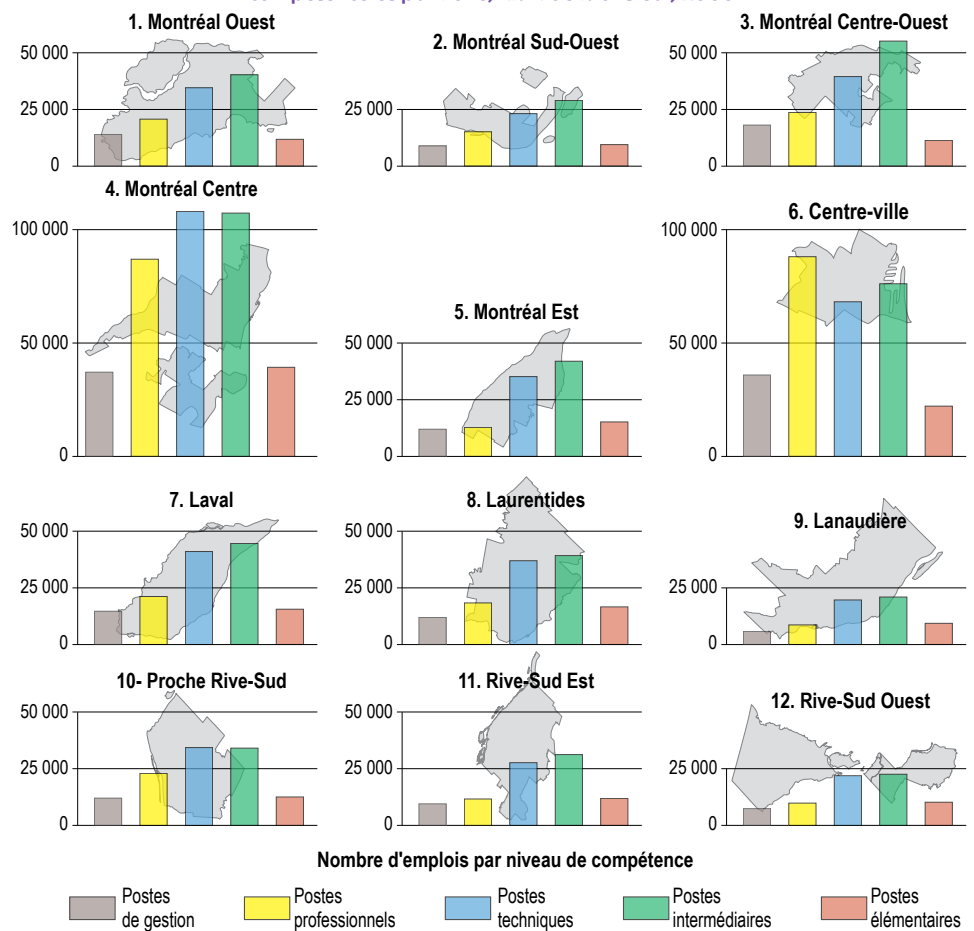 1. Montréal Ouest
50 000
25 000
0
2. Montréal Sud-Ouest
25 000
0
3. Montréal Centre-Ouest
50 000
25 000
0
4. Montréal Centre
100 000
50 000
0
5. Montréal Est
25 000
0
6. Centre-ville
100 000
50 000
0
7. Laval
50 000
25 000
0
8. Laurentides
50 000
25 000
0
9. Lanaudière
25 000
0
10- Proche Rive-Sud
50 000
25 000
0
11. Rive-Sud Est
50 000
25 000
0
12. Rive-Sud Ouest
25 000
0
Nombre d'emplois par niveau de compétence
Postes
de gestion
Postes
professionnels
Postes
techniques
Postes
intermédiaires
Postes
élémentaires